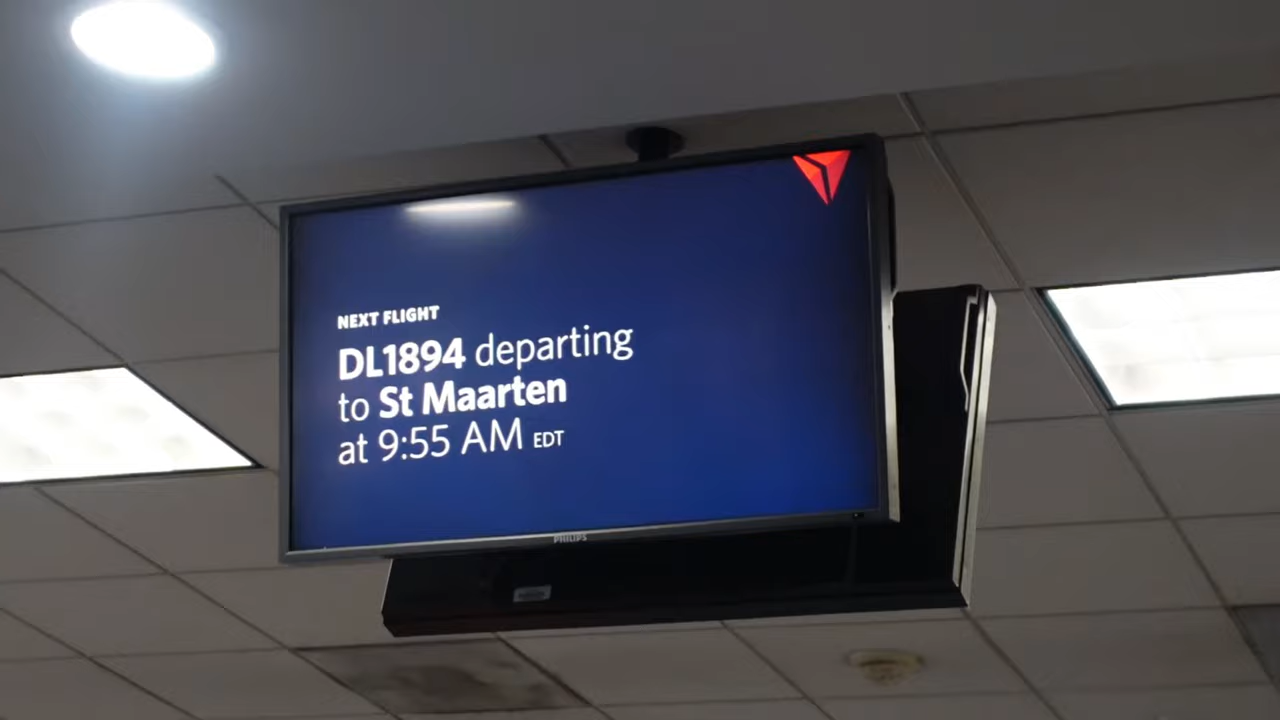 NEXT FLIGHT
DL1894 departing
to St Maarten
at 9:55 AM EDT
PHILIPS